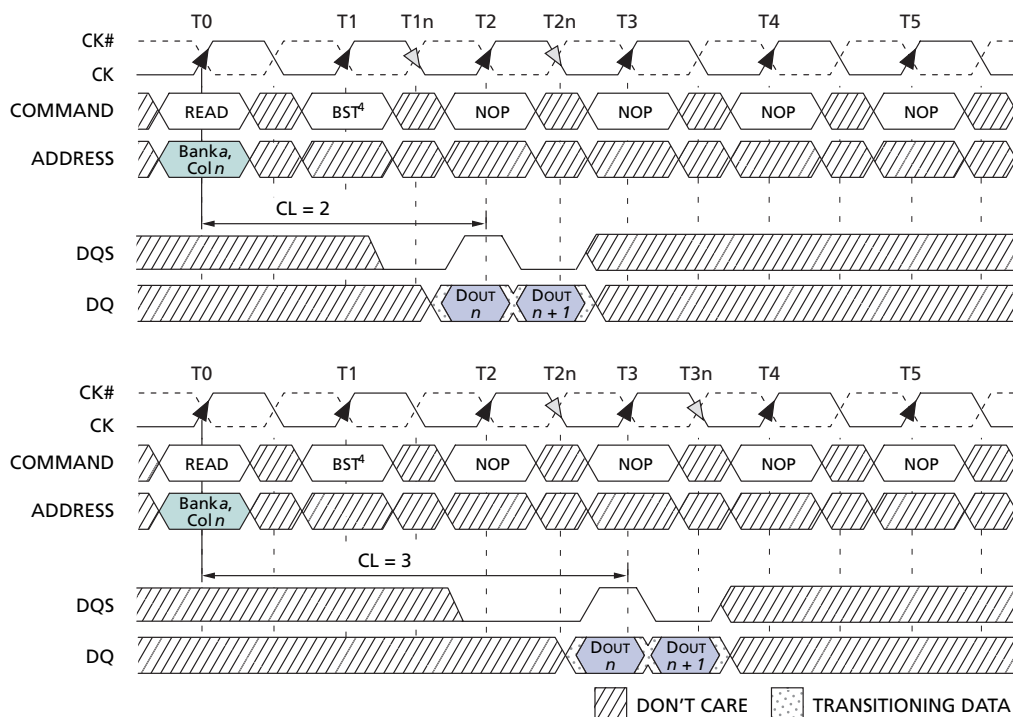 T0 T1 T1n T2 T2n T3 T4 T5
CK#
CK
COMMAND READ BST4 NOP NOP NOP NOP
ADDRESS Bank a,
Col n
CL = 2
DQS
DQ DOUT
n DOUT
n + 1
T0 T1 T2 T2n T3 T3n T4 T5
CK#
CK
COMMAND READ BST4 NOP NOP NOP NOP
ADDRESS Bank a,
Col n
CL = 3
DQS
DQ DOUT
n DOUT
n + 1
DON'T CARE TRANSITIONING DATA